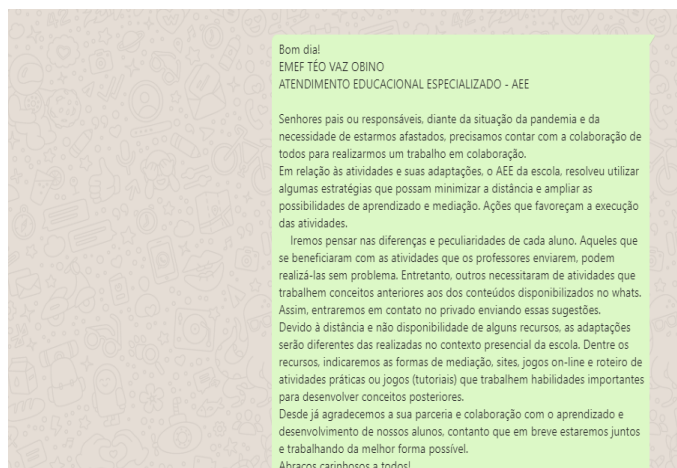 Bom dia!
EMEF TÉO VAZ OBINO
ATENDIMENTO EDUCACIONAL ESPECIALIZADO - AEE
Senhores pais ou responsáveis, diante da situação da pandemia e da
necessidade de estarmos afastados, precisamos contar com a colaboração de
todos para realizarmos um trabalho em colaboração.
Em relação às atividades e suas adaptações, o AEE da escola, resolveu utilizar
algumas estratégias que possam minimizar a distância e ampliar as
possibilidades de aprendizado e mediação. Ações que favoreçam a execução
das atividades.
Iremos pensar nas diferenças e peculiaridades de cada aluno. Aqueles que
se beneficiaram com as atividades que os professores enviarem, podem
realizá-las sem problema. Entretanto, outros necessitaram de atividades que
trabalhem conceitos anteriores aos dos conteúdos disponibilizados no whats.
Assim, entraremos em contato no privado enviando essas sugestões.
Devido à distância e não disponibilidade de alguns recursos, as adaptações
serão diferentes das realizadas no contexto presencial da escola. Dentre os
recursos, indicaremos as formas de mediação, sites, jogos on-line e roteiro de
atividades práticas ou jogos (tutoriais) que trabalhem habilidades importantes
para desenvolver conceitos posteriores.
Desde já agradecemos a sua parceria e colaboração com o aprendizado e
desenvolvimento de nossos alunos, contanto que em breve estaremos juntos
e trabalhando da melhor forma possível.
Abraços carinhosos a todos!